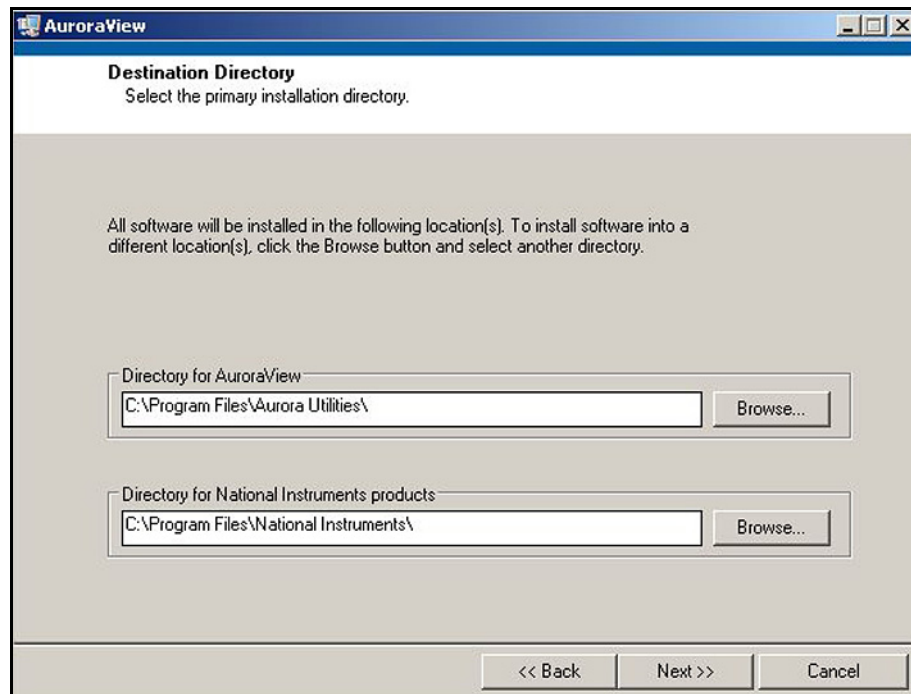 AuroraView
Destination Directory
Select the primary installation directory.
All software will be installed in the following location(s). To install software into a
different location(s), click the Browse button and select another directory.
Directory for AuroraView
C:\Program Files\Aurora Utilities\
Browse...
Directory for National Instruments products
C:\Program Files\National Instruments\
Browse...
<< Back
Next >>
Cancel